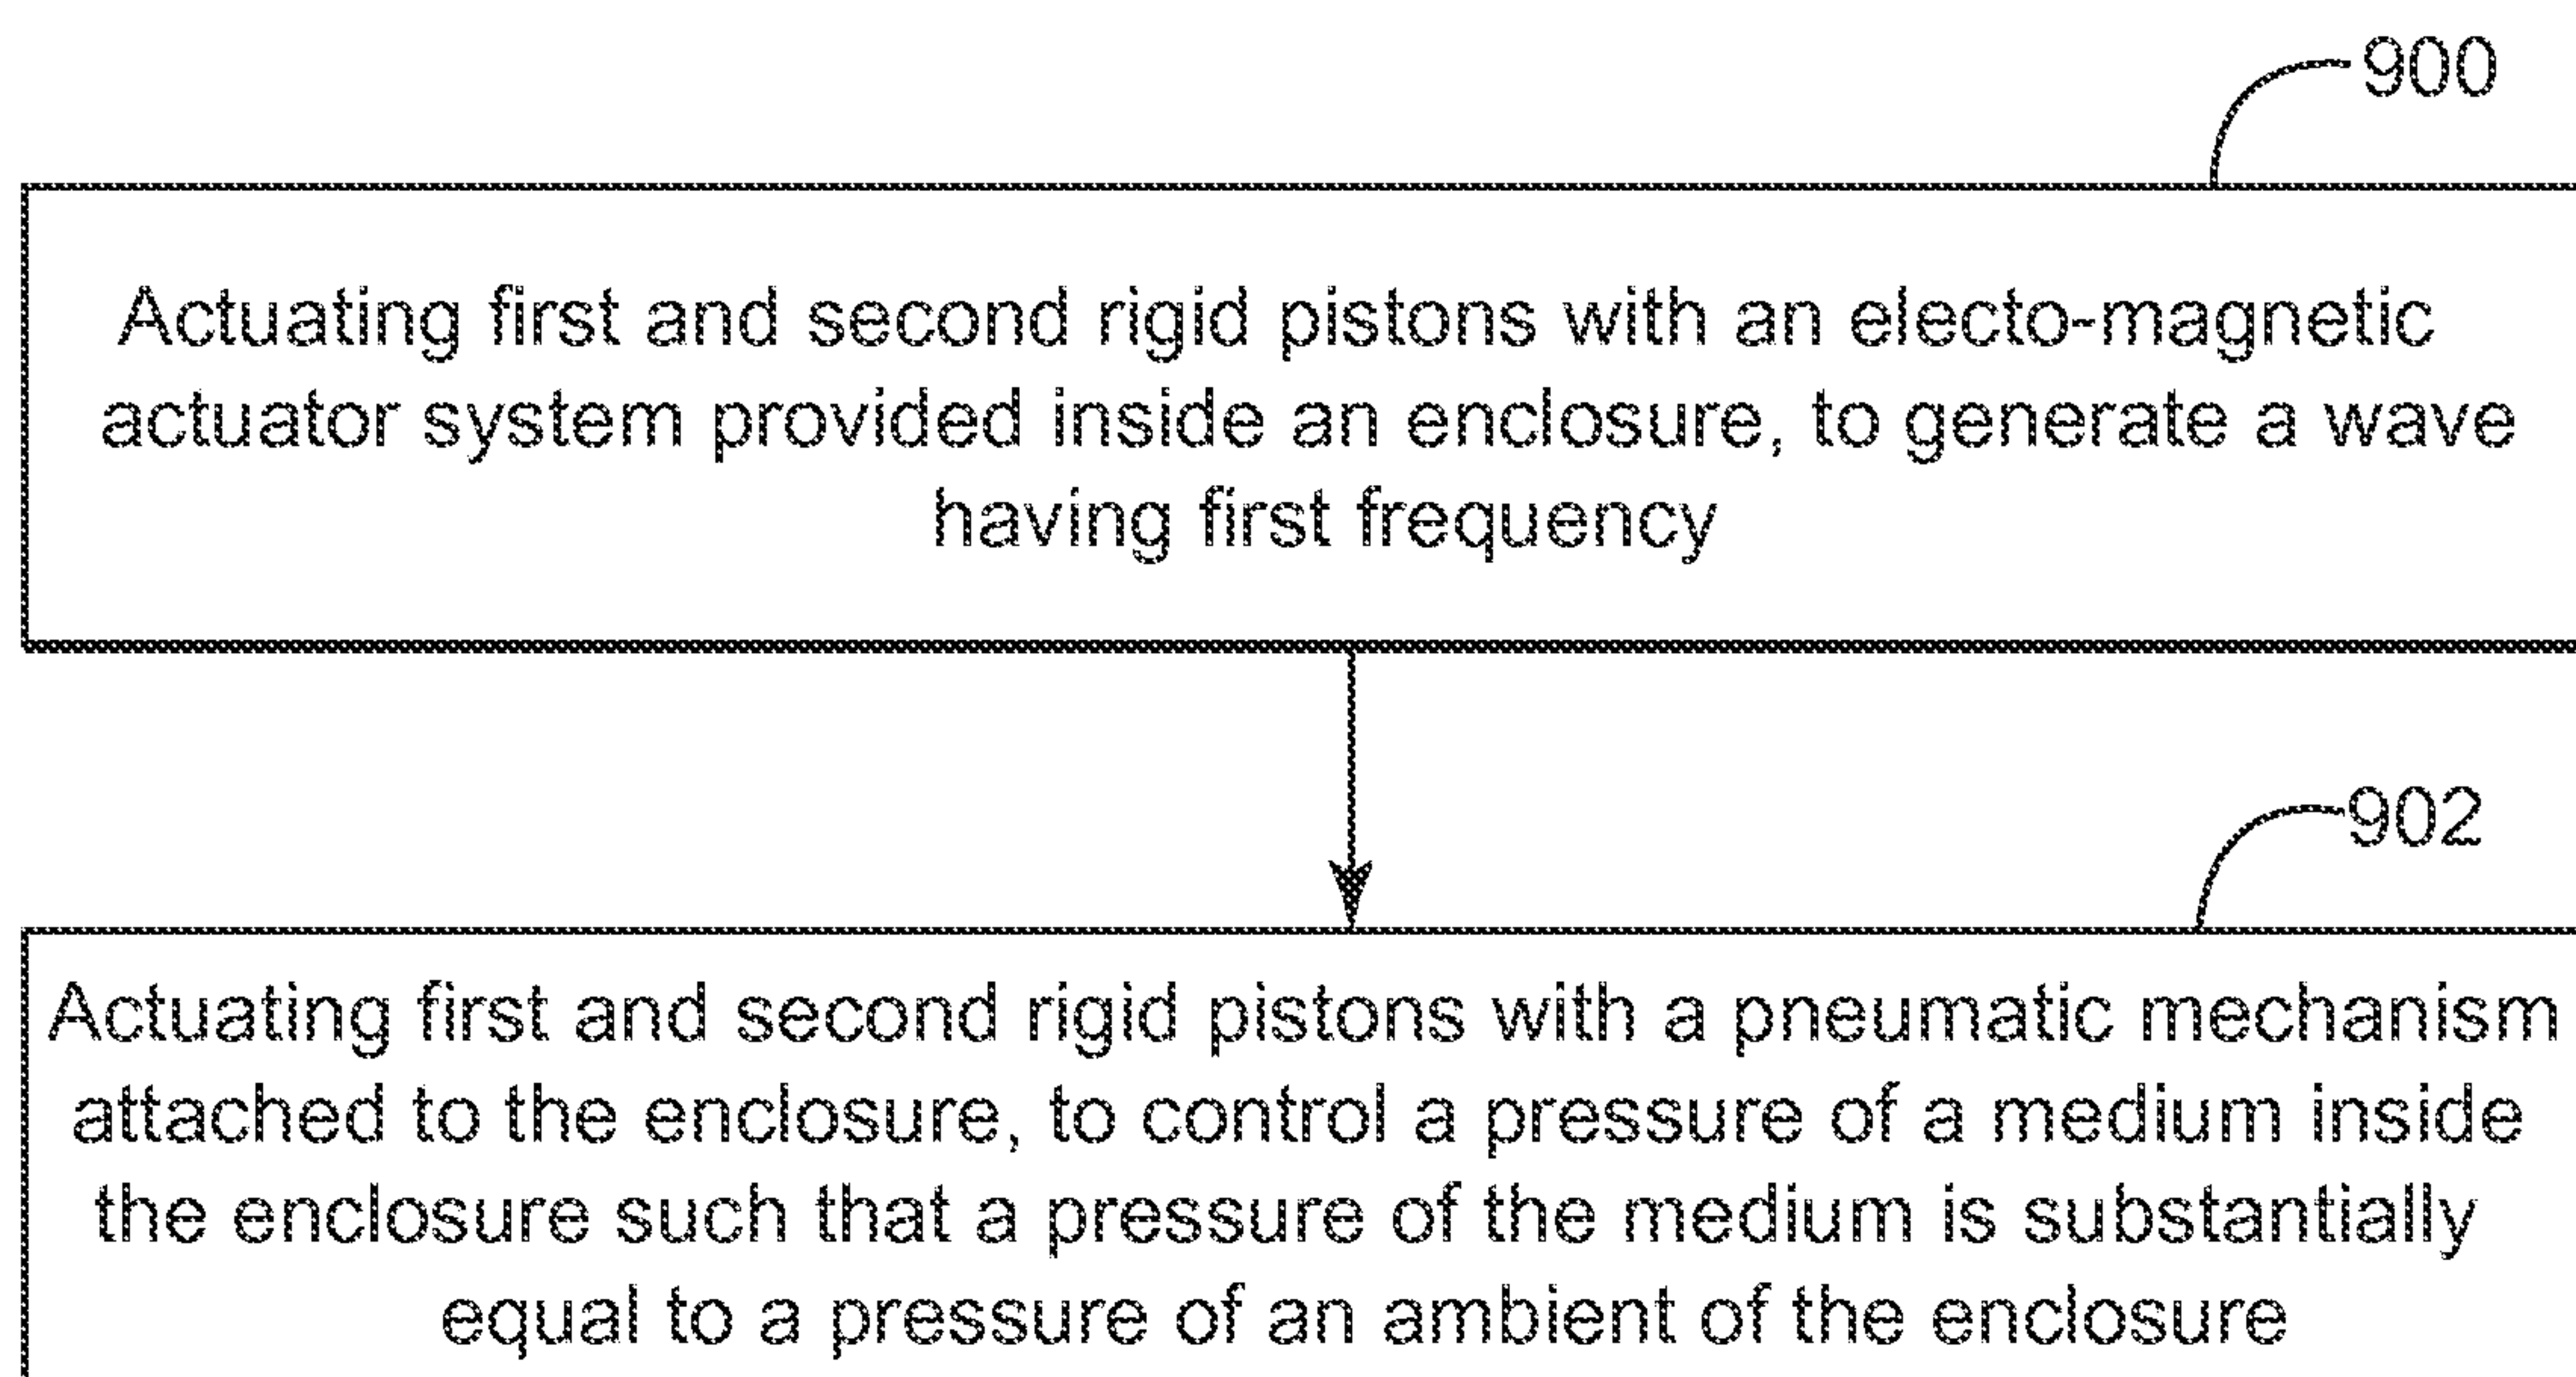 900
Actuating first and second rigid pistons with an electo-magnetic
actuator system provided inside an enclosure, to generate a wave
having first frequency
902
Actuating first and second rigid pistons with a pneumatic mechanism
attached to the enclosure, to control a pressure of a medium inside
the enclosure such that a pressure of the medium is substantially
equal to a pressure of an ambient of the enclosure